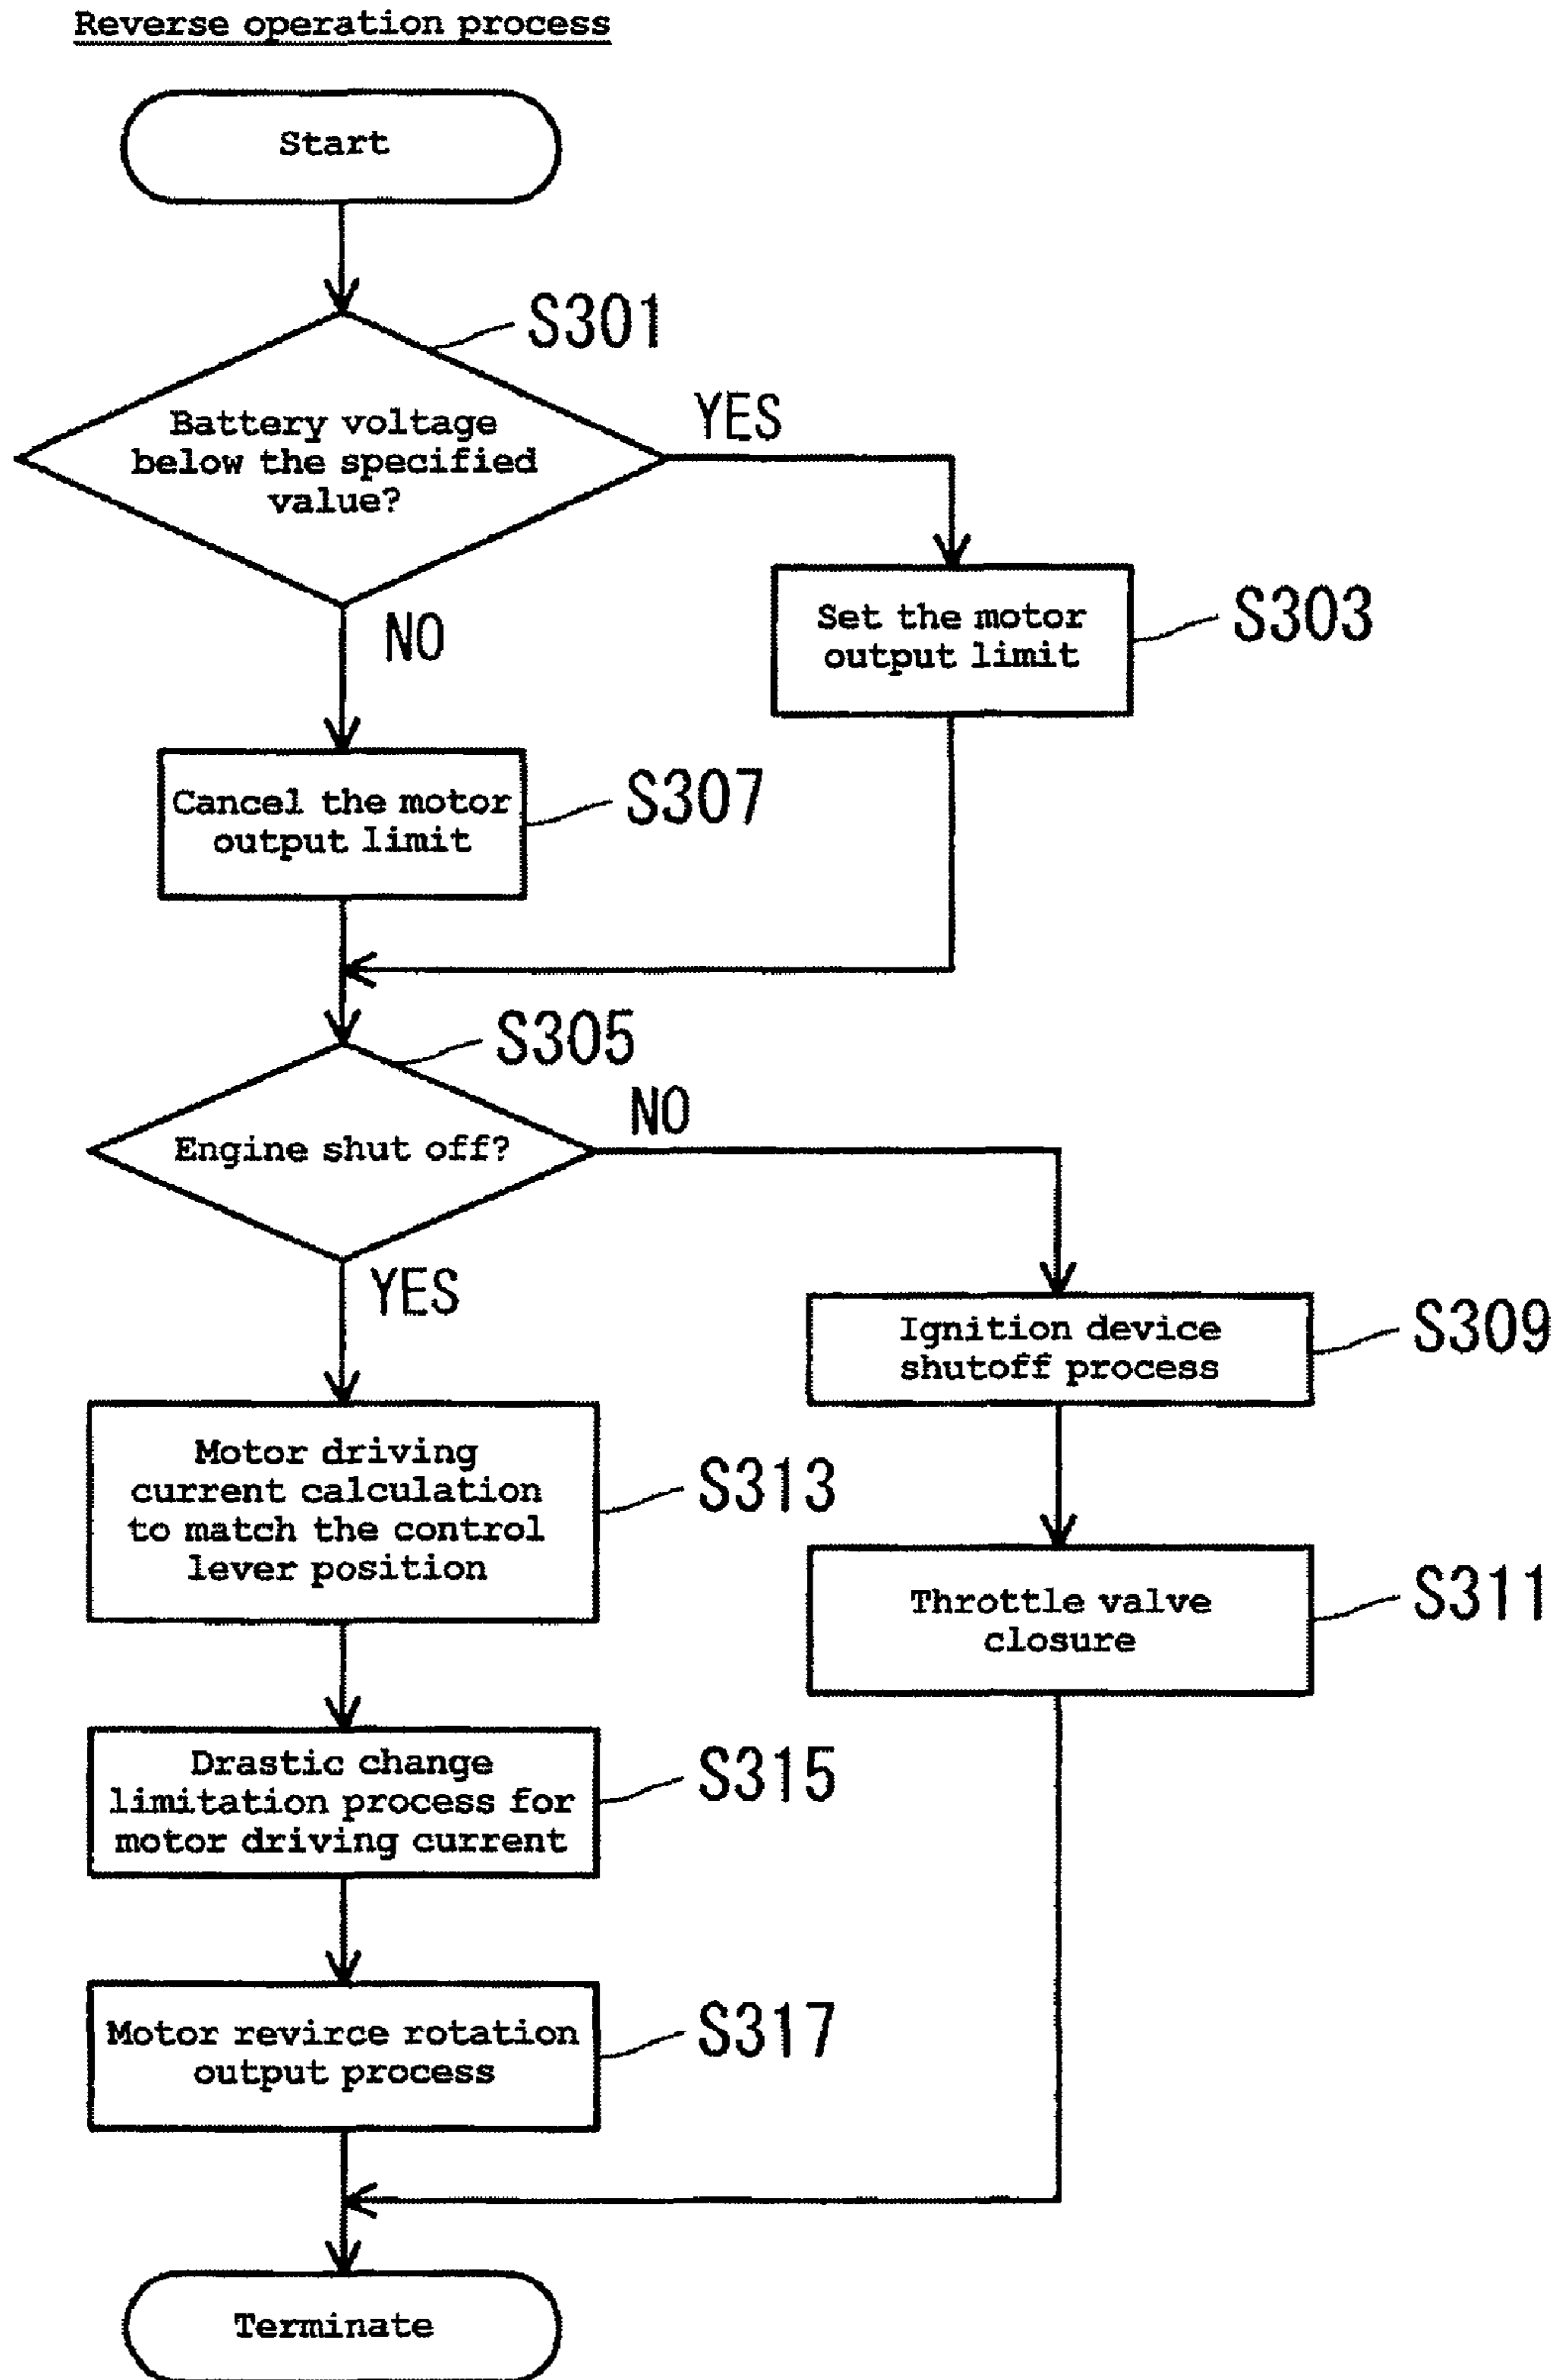 Reverse operation process
Start
S301
Battery voltage
below the specified
value?
YES
NO
Set the motor
output limit
S303
Cancel the motor
output limit
S307
S305
Engine shut off?
NO
YES
Ignition device
shutoff process
S309
Motor driving
current calculation
to match the control
lever position
S313
Throttle valve
closure
S311
Drastic change
limitation process for
motor driving current
S315
Motor revirce rotation
output process
S317
Terminate